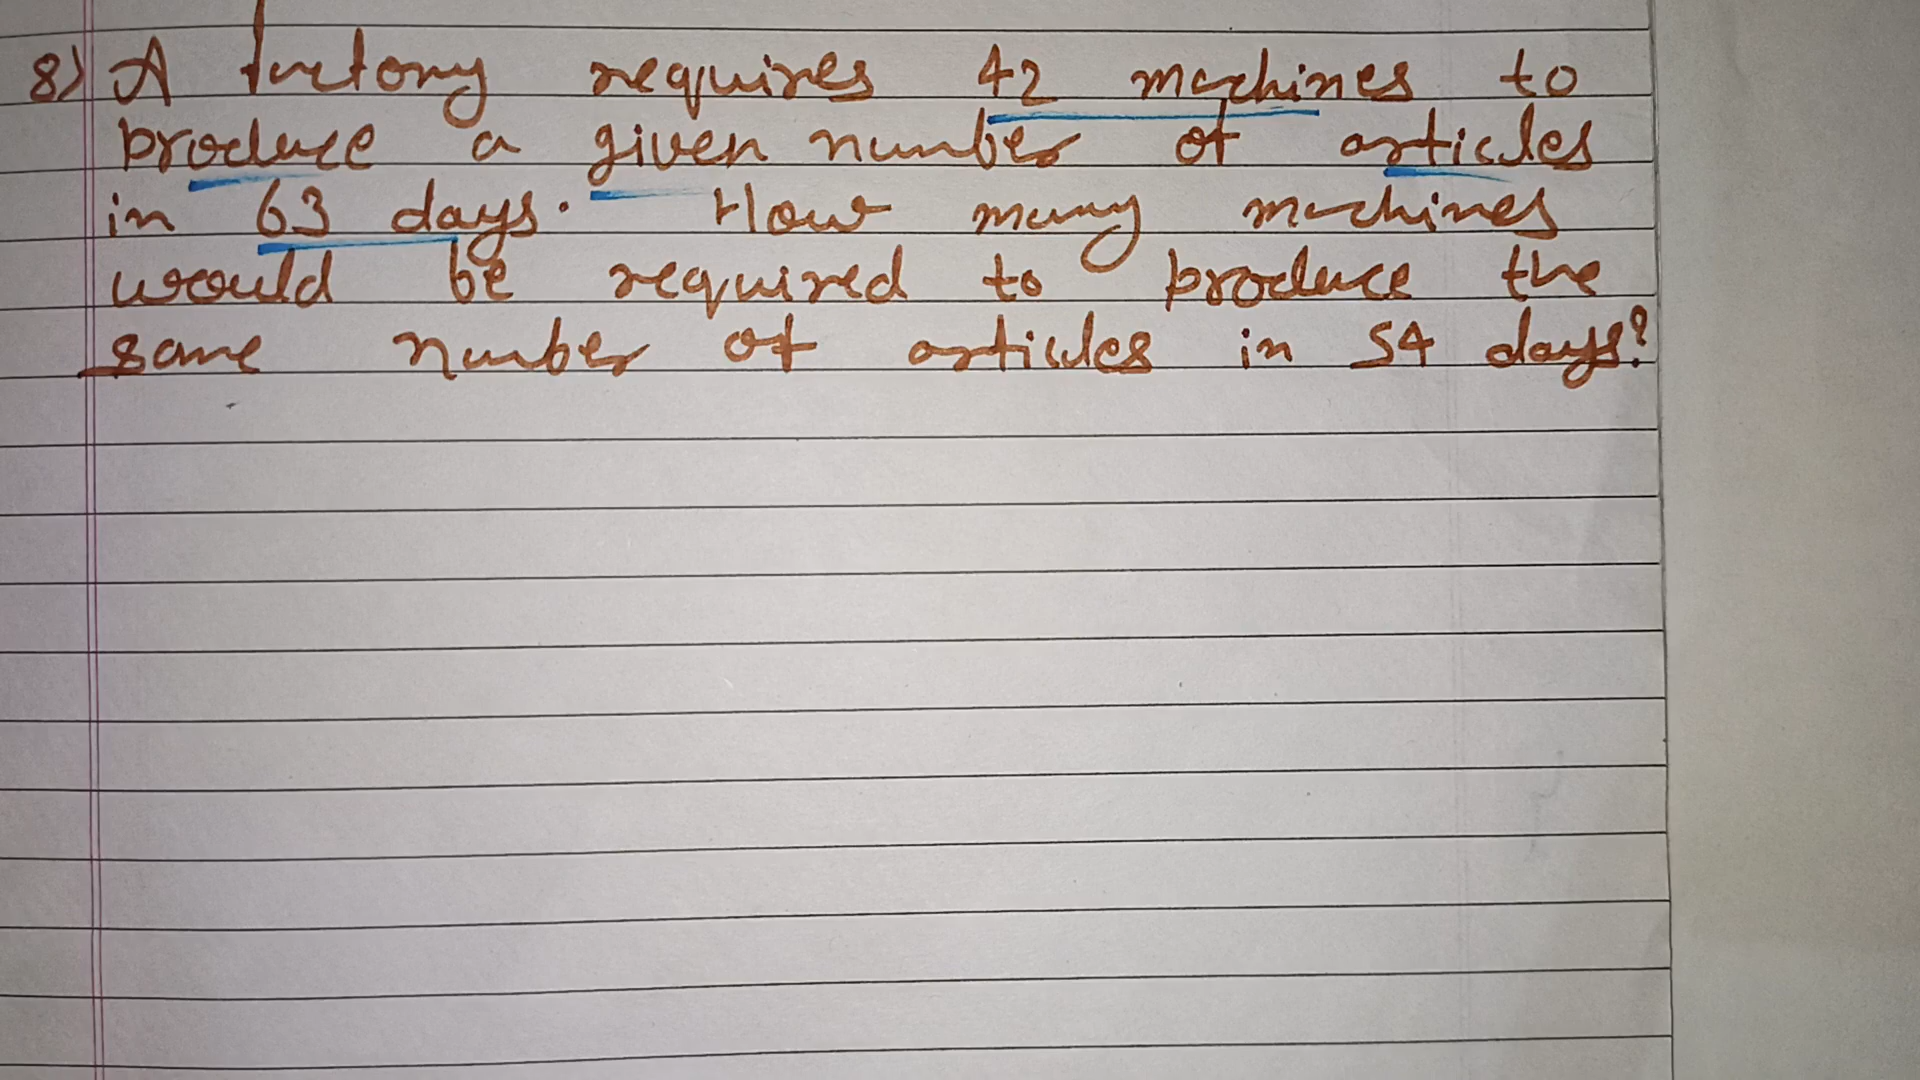 8) A factory requires 42 machines to
produce a given number of articles
in 63 days. How many machines
would be required to produce the
same number of articles in 54 days?